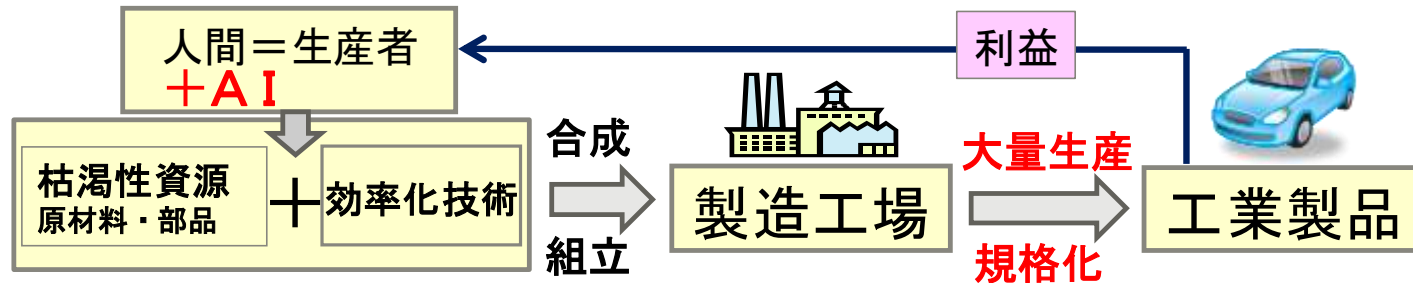 人間＝生産者
＋ＡＩ
利益
枯渇性資源
原材料・部品
＋
効率化技術
合成
組立
製造工場
大量生産
規格化
工業製品